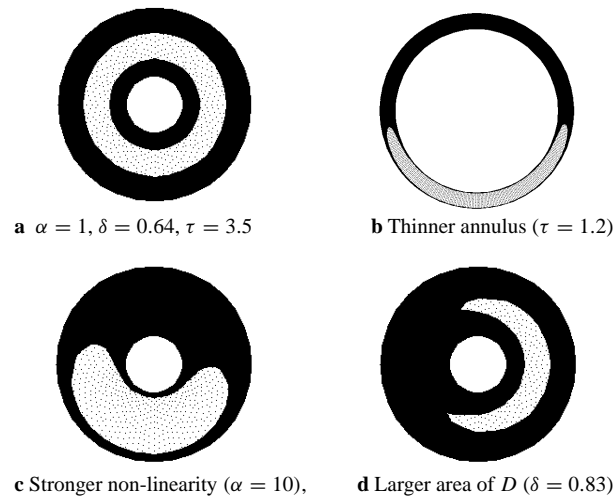 a α = 1, δ = 0.64, τ = 3.5
b Thinner annulus (τ = 1.2)
c Stronger non-linearity (α = 10),
d Larger area of D (δ = 0.83)